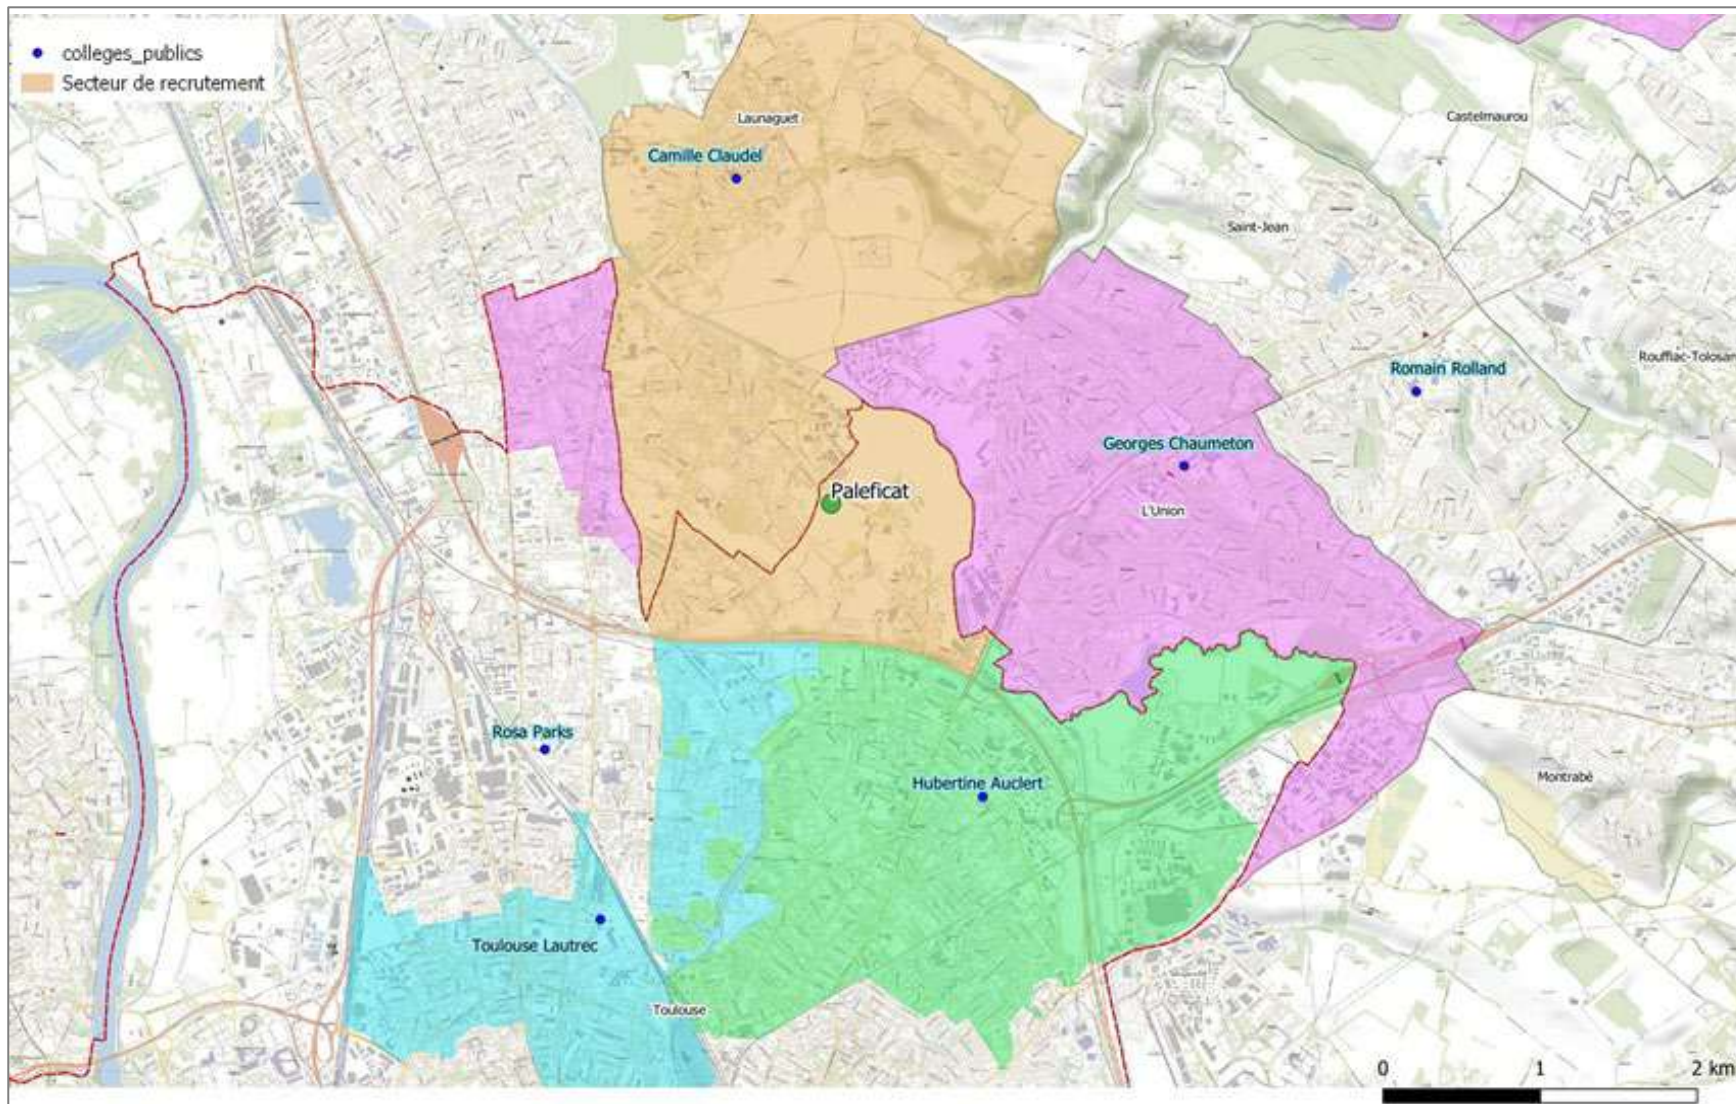 colleges_publics
Secteur de recrutement
Launaguet
Castelmaurou
Camille Claudel
Saint-Jean
Rouffiac-Tolosan
Romain Rolland
Georges Chaumeton
Paleficat
L'Union
Rosa Parks
Hubertine Auclert
Montrabé
Toulouse Lautrec
Toulouse
0 1 2 km